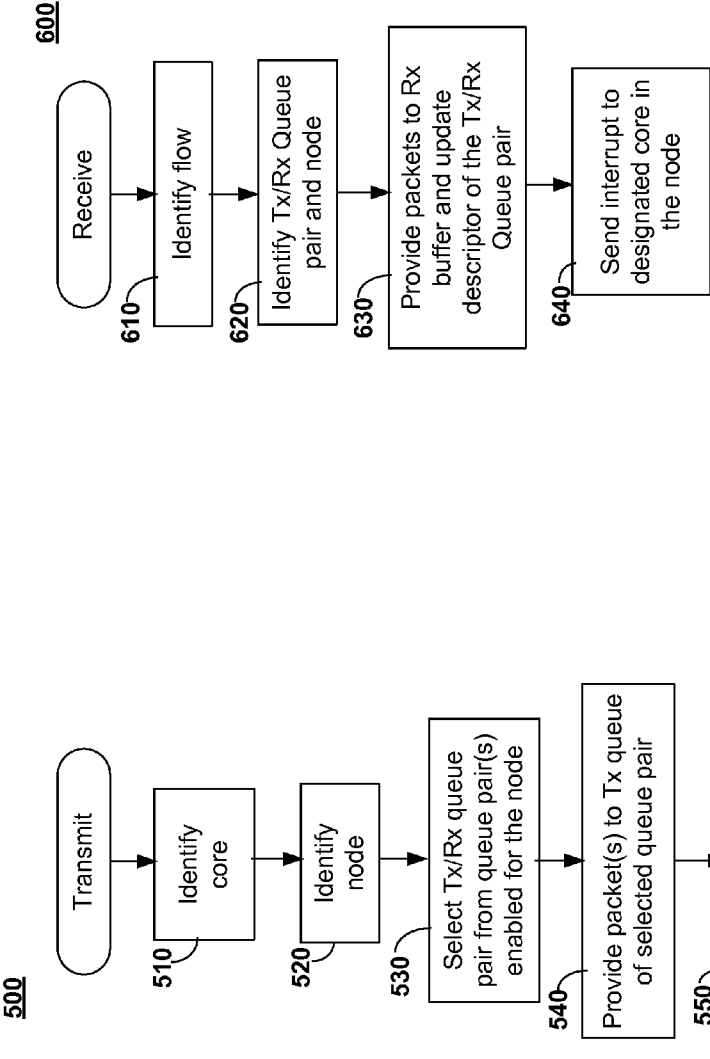 500
Transmit
510
Identify
core
520
Identify
node
530
Select Tx/Rx queue
pair from queue pair(s)
enabled for the node
540
Provide packet(s) to Tx queue
of selected queue pair
550
600
Receive
610
Identify flow
620
Identify Tx/Rx Queue
pair and node
630
Provide packets to Rx
buffer and update
descriptor of the Tx/Rx
Queue pair
640
Send interrupt to
designated core in
the node